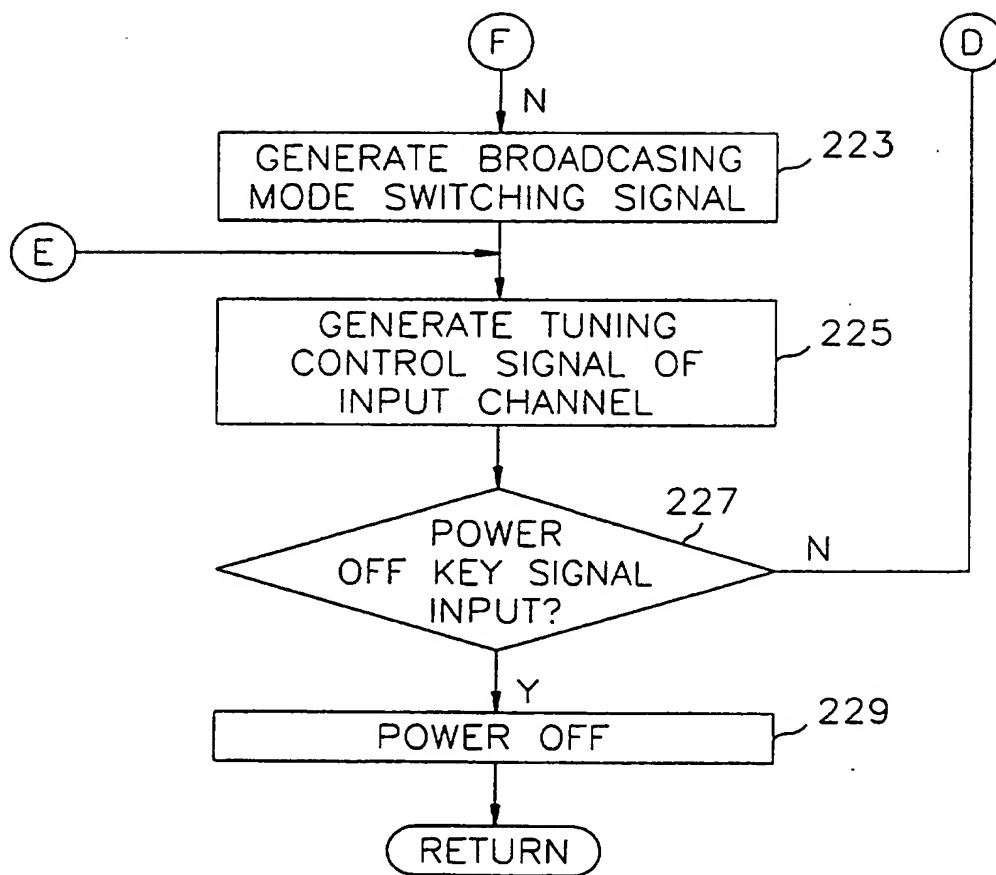 F
D
N
GENERATE BROADCASING
MODE SWITCHING SIGNAL
223
E
GENERATE TUNING
CONTROL SIGNAL OF
INPUT CHANNEL
225
227
POWER
OFF KEY SIGNAL
INPUT?
N
Y
POWER OFF
229
RETURN